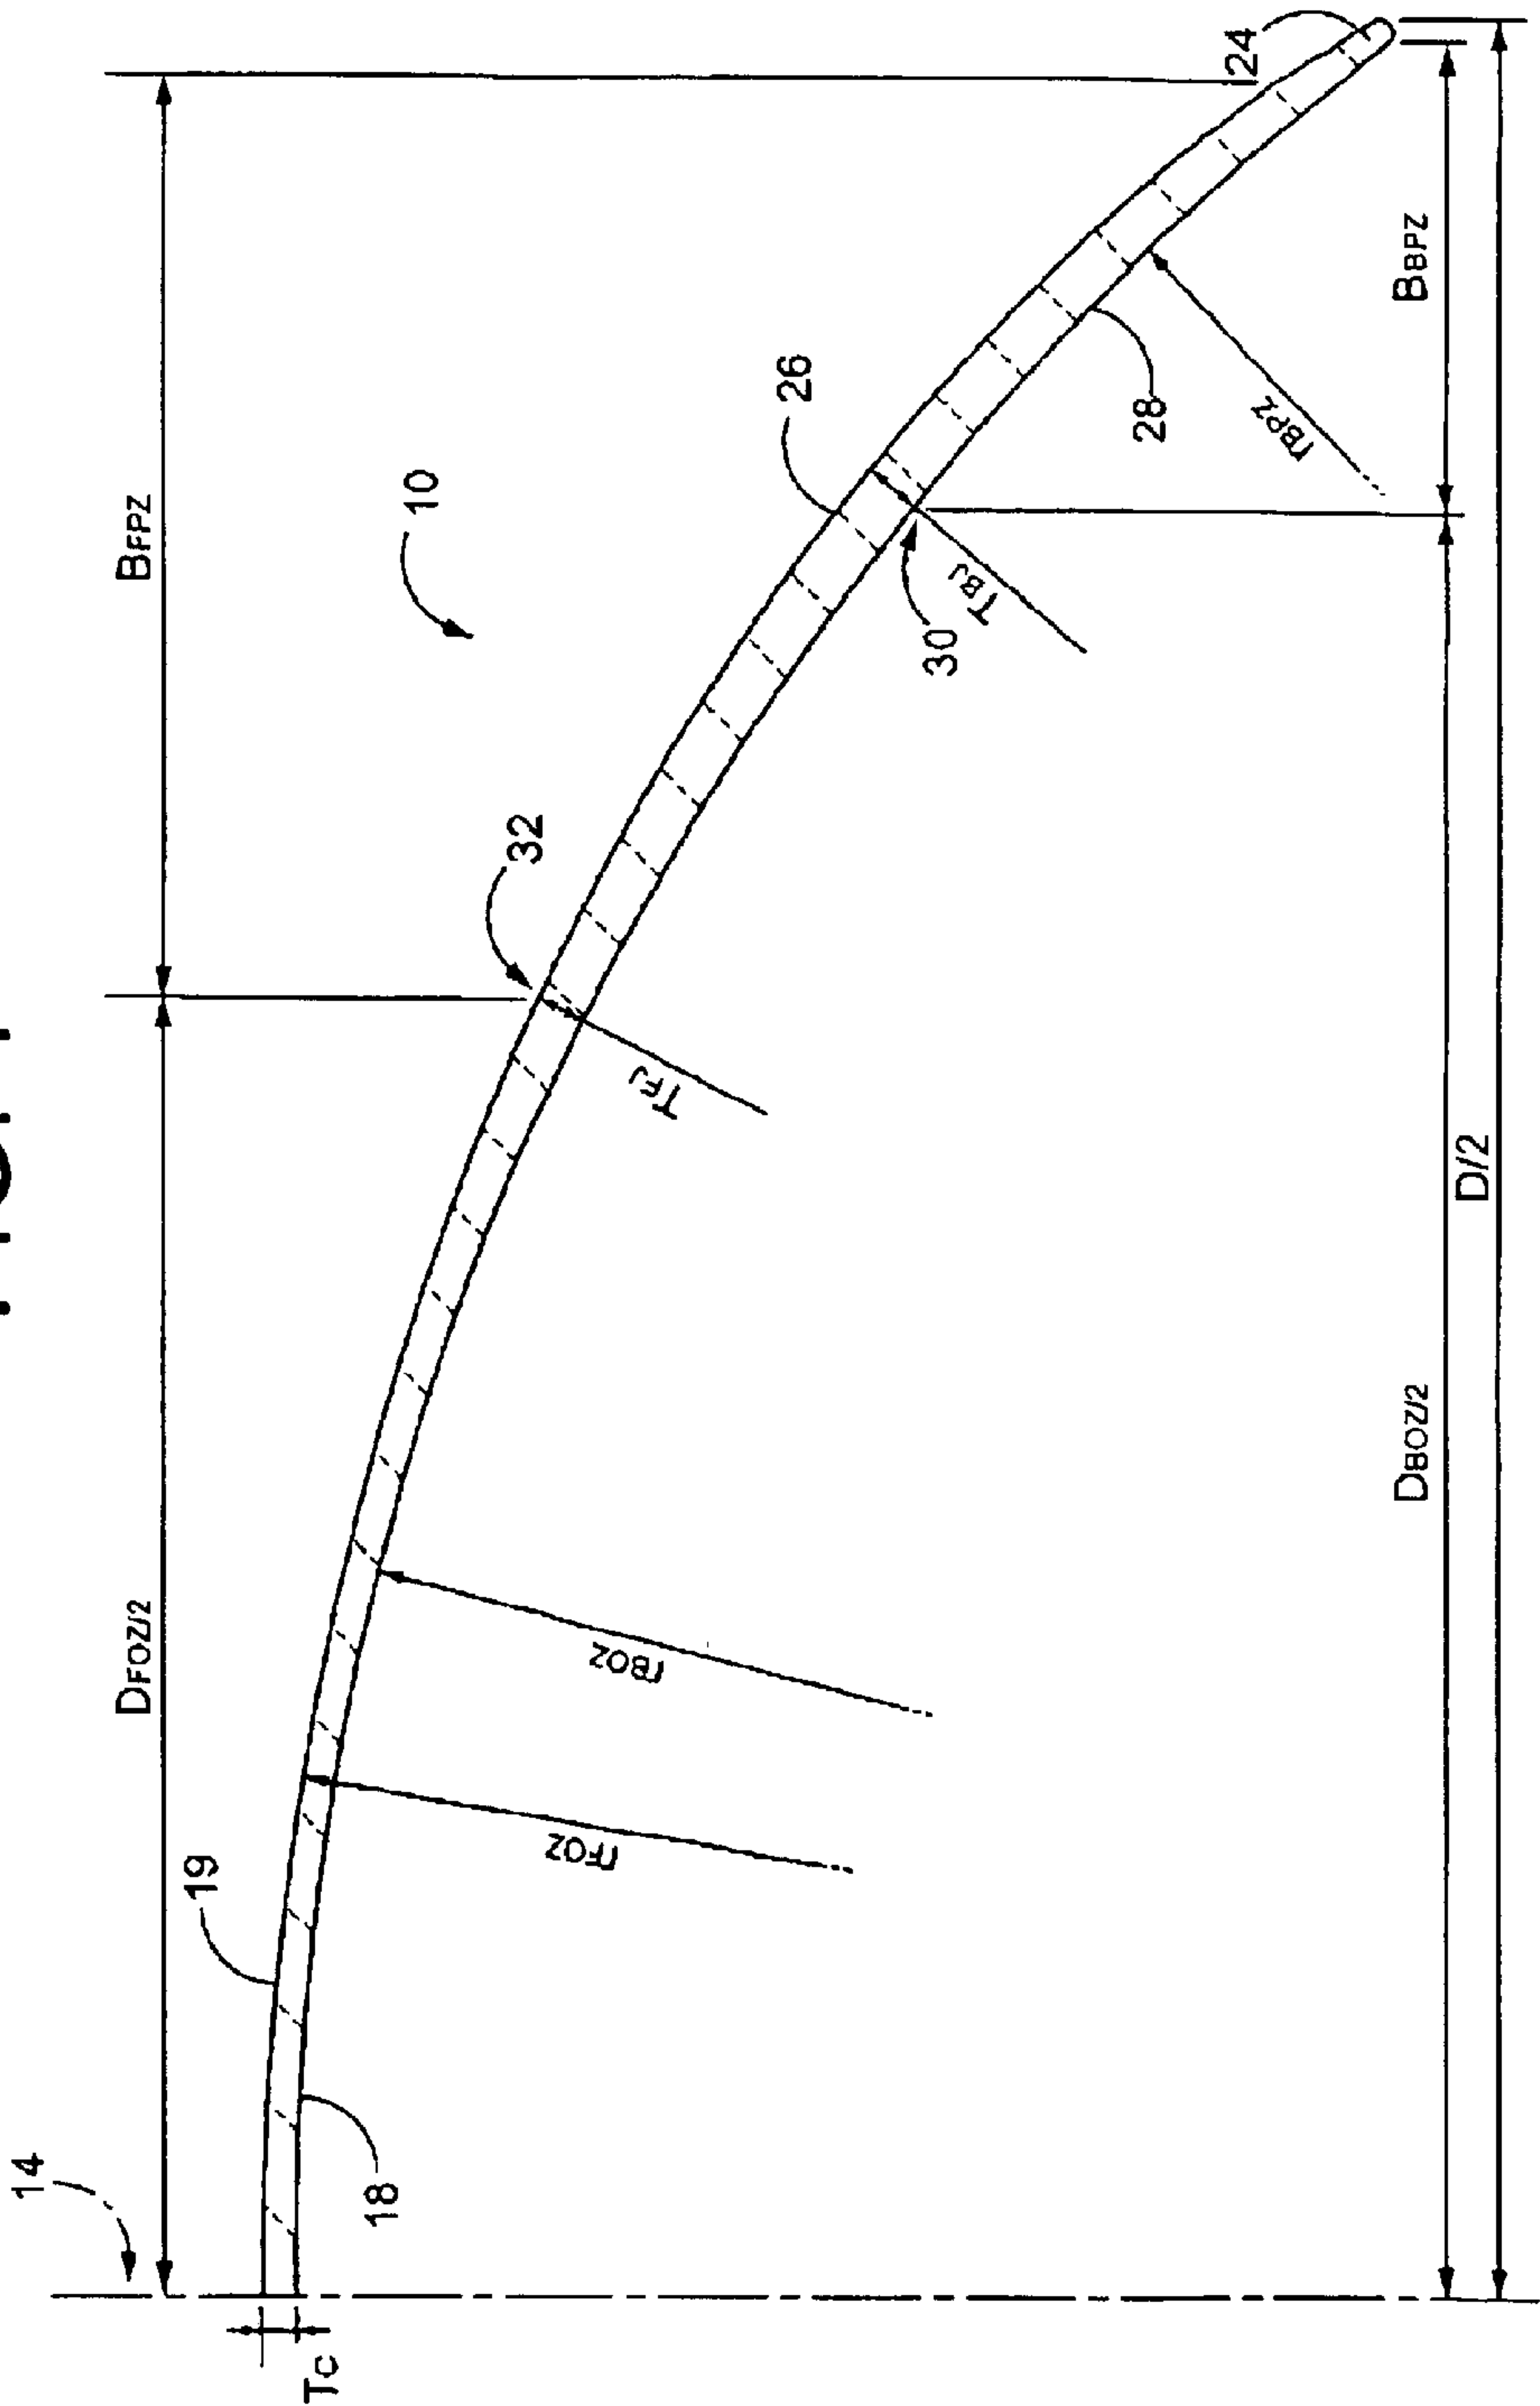 14
Tc
18
19
DFOZ/2
rFOZ
rBOZ
TFJ
32
BFPZ
10
26
30
TBJ
28
rBPZ
24
BBPZ
DBOZ/2
D/2